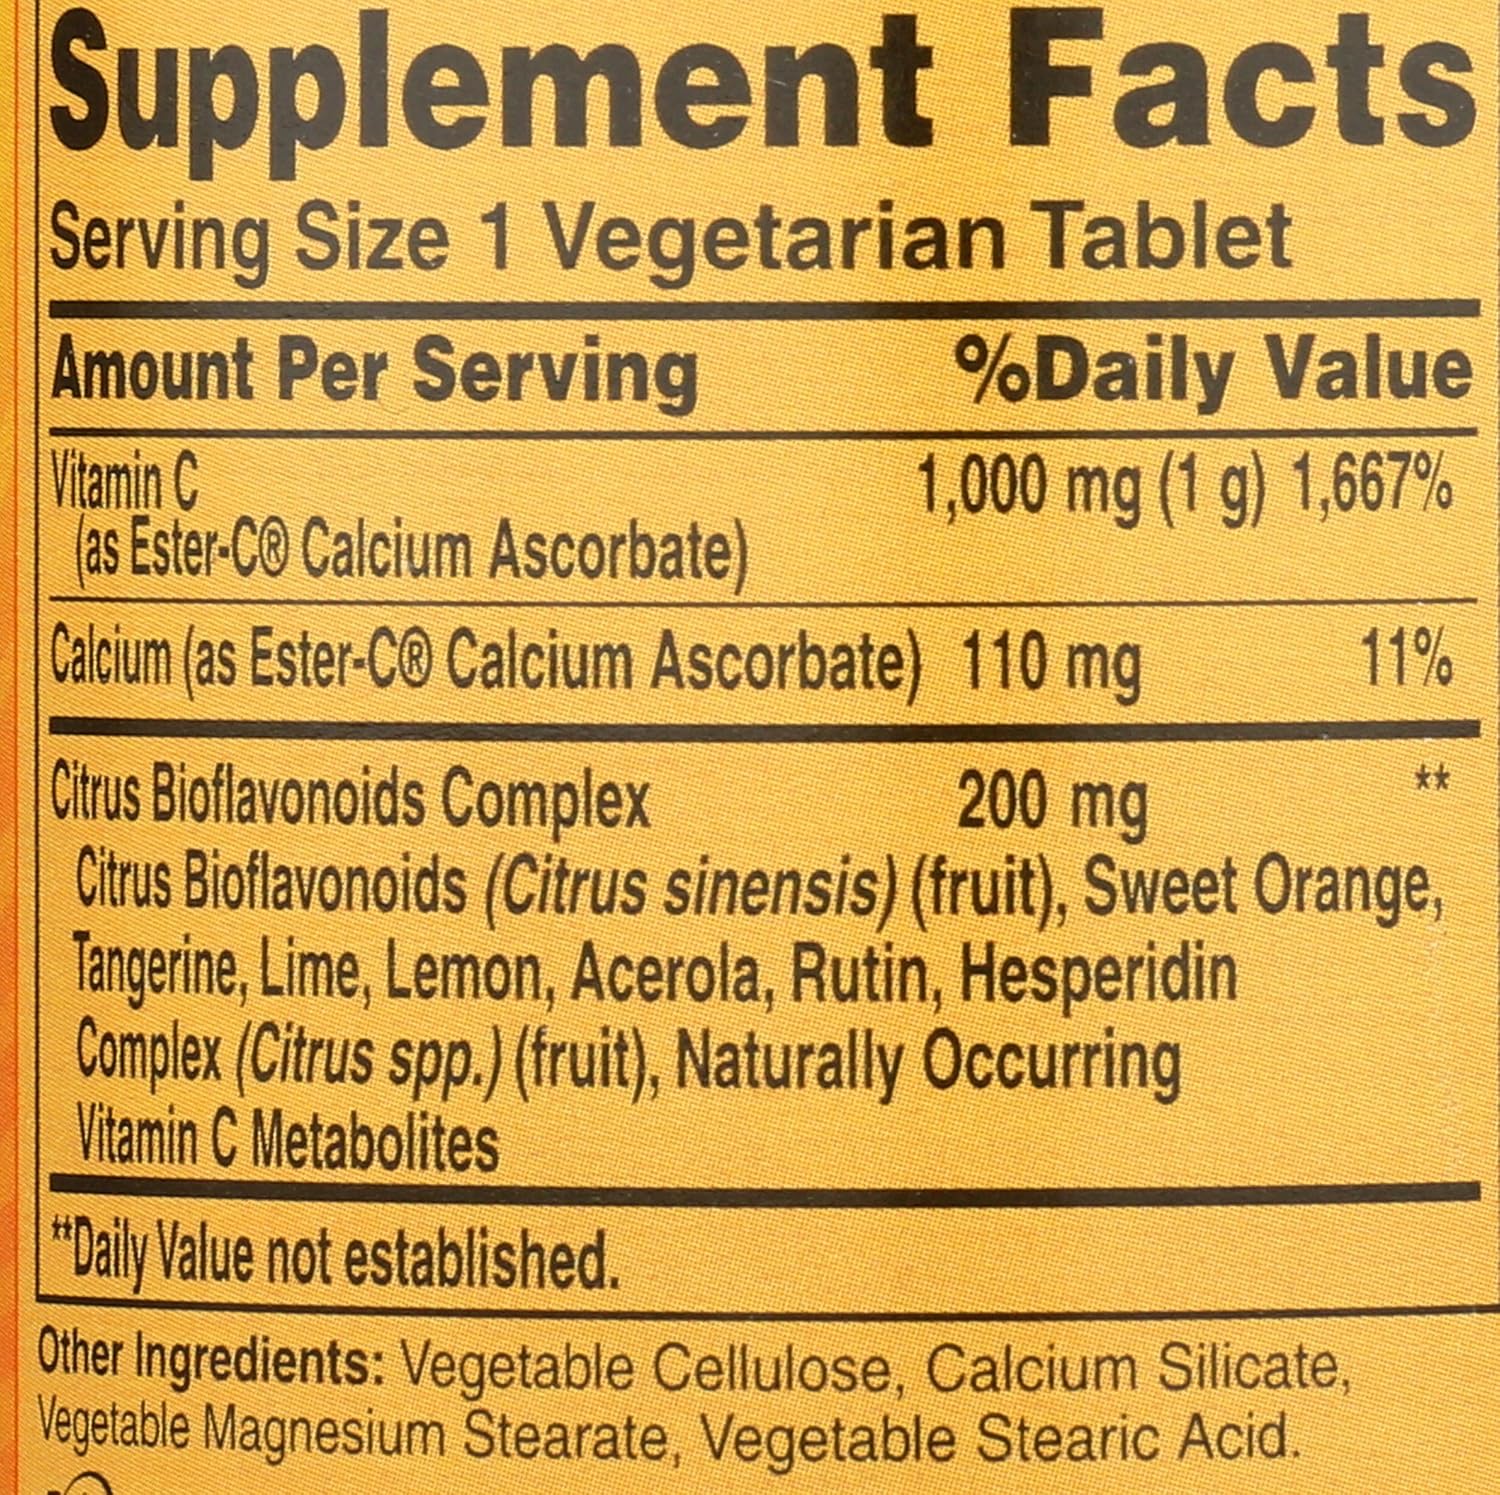 Supplement Facts
Serving Size 1 Vegetarian Tablet
Amount Per Serving %Daily Value
Vitamin C 1,000 mg (1 g) 1,667%
(as Ester-C® Calcium Ascorbate)
Calcium (as Ester-C® Calcium Ascorbate) 110 mg 11%
Citrus Bioflavonoids Complex 200 mg **
Citrus Bioflavonoids (Citrus sinensis) (fruit), Sweet Orange,
Tangerine, Lime, Lemon, Acerola, Rutin, Hesperidin
Complex (Citrus spp.) (fruit), Naturally Occurring
Vitamin C Metabolites
**Daily Value not established.
Other Ingredients: Vegetable Cellulose, Calcium Silicate,
Vegetable Magnesium Stearate, Vegetable Stearic Acid.